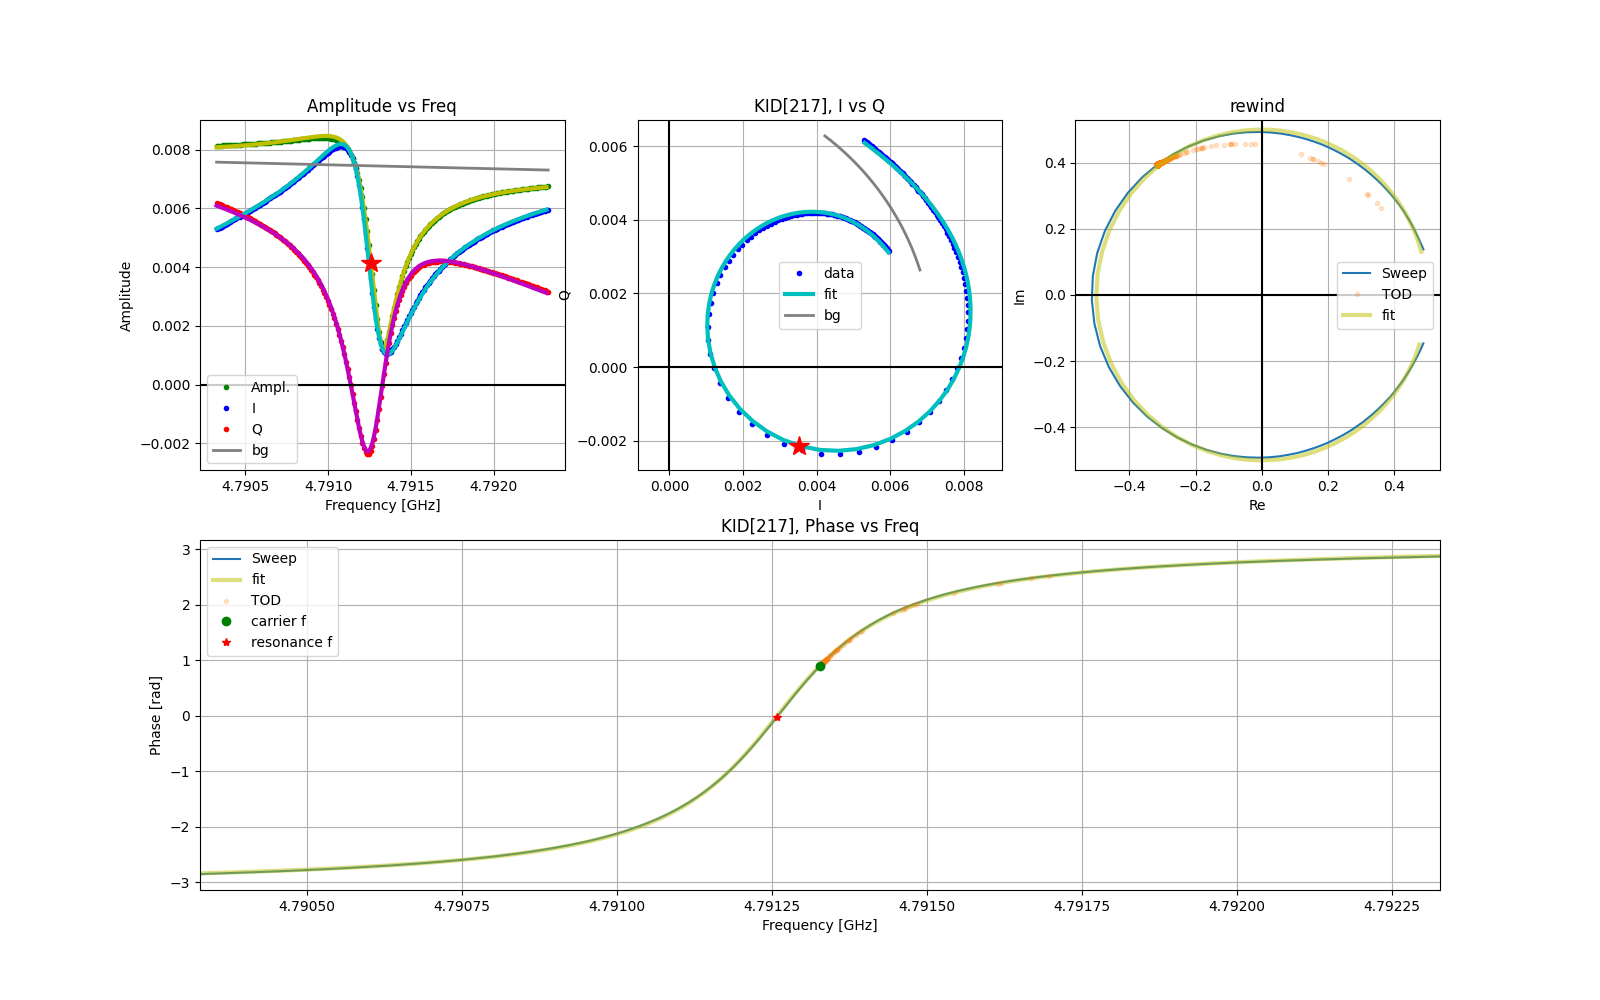 Amplitude vs Freq
Amplitude
0.008
0.006
0.004
0.002
0.000
−0.002
Ampl.
I
Q
bg
4.7905
4.7910
4.7915
4.7920
Frequency [GHz]
KID[217], I vs Q
Q
0.006
0.004
0.002
0.000
−0.002
data
fit
bg
0.000
0.002
0.004
0.006
0.008
I
rewind
Im
0.4
0.2
0.0
−0.2
−0.4
Sweep
TOD
fit
−0.4
−0.2
0.0
0.2
0.4
Re
KID[217], Phase vs Freq
Phase [rad]
3
2
1
0
−1
−2
−3
Sweep
fit
TOD
carrier f
resonance f
4.79050
4.79075
4.79100
4.79125
4.79150
4.79175
4.79200
4.79225
Frequency [GHz]